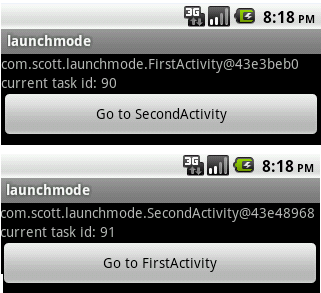 3G 8:18 PM
launchmode
com.scott.launchmode.FirstActivity@43e3beb0
current task id: 90
Go to SecondActivity
3G 8:18 PM
launchmode
com.scott.launchmode.SecondActivity@43e48968
current task id: 91
Go to FirstActivity